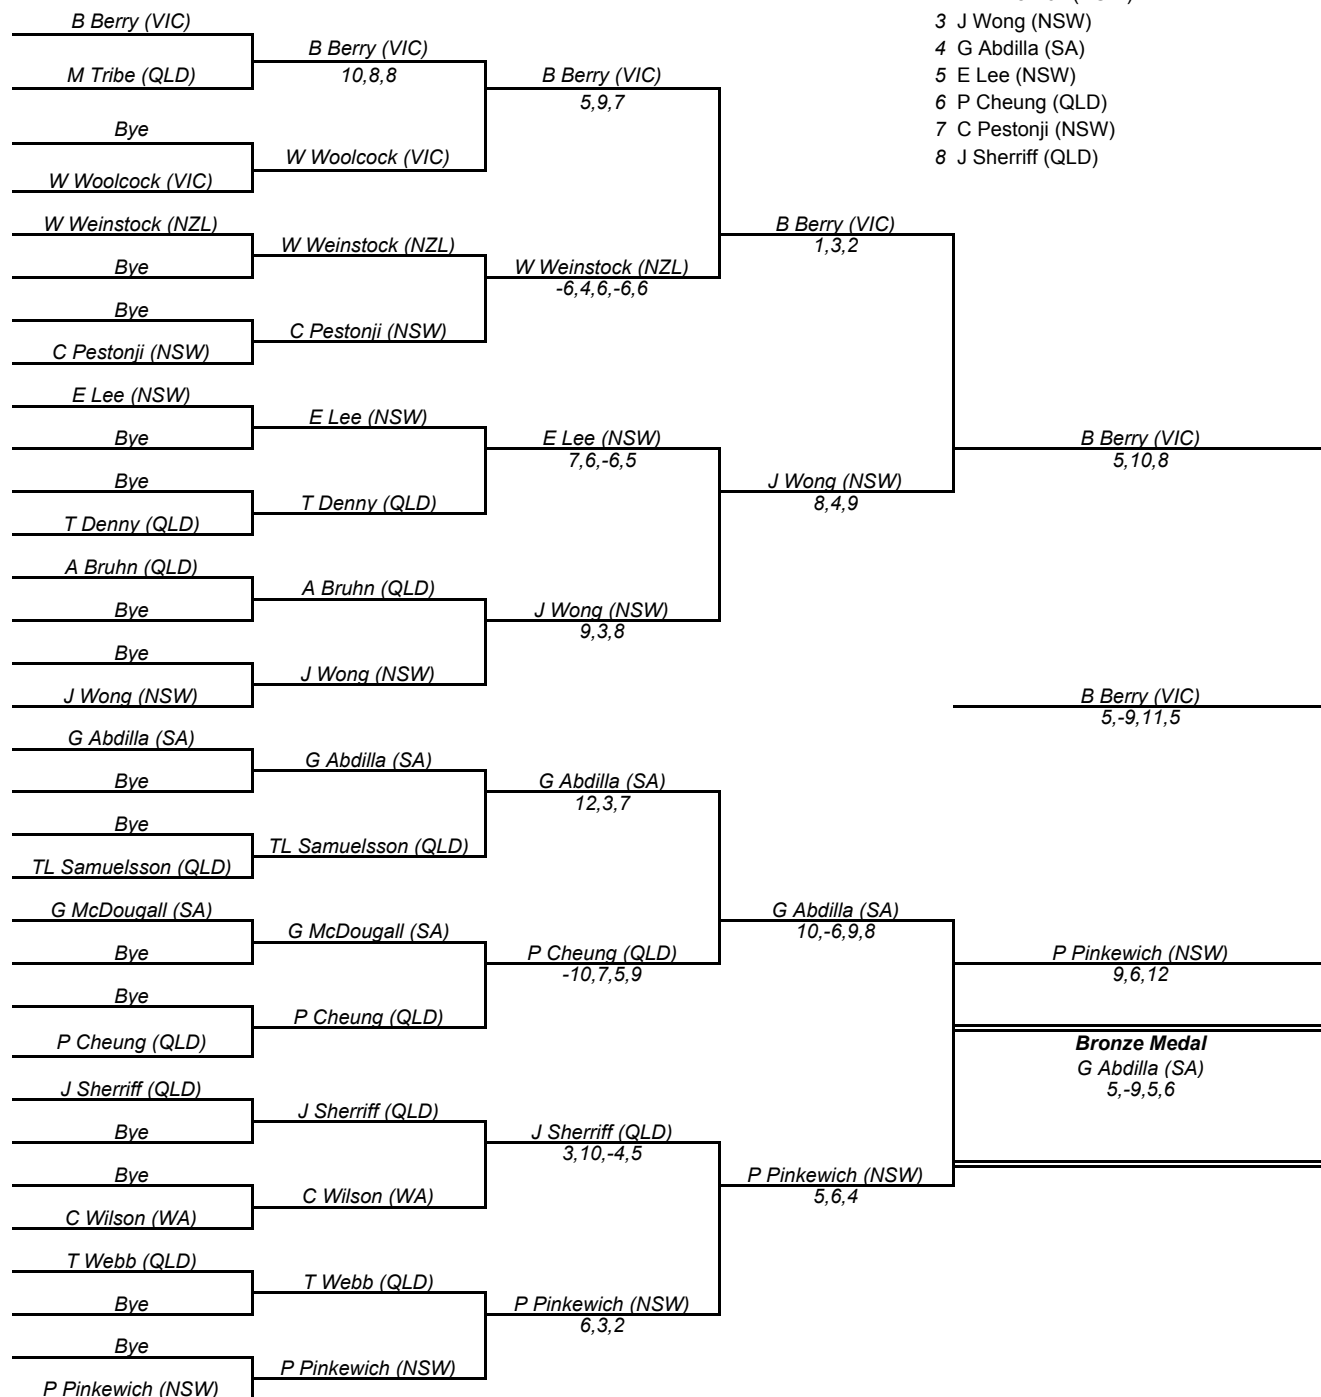 3 J Wong (NSW)
4 G Abdilla (SA)
5 E Lee (NSW)
6 P Cheung (QLD)
7 C Pestonji (NSW)
8 J Sherriff (QLD)
B Berry (VIC)
M Tribe (QLD)
Bye
W Woolcock (VIC)
W Weinstock (NZL)
Bye
Bye
C Pestonji (NSW)
E Lee (NSW)
Bye
Bye
T Denny (QLD)
A Bruhn (QLD)
Bye
Bye
J Wong (NSW)
G Abdilla (SA)
Bye
Bye
TL Samuelsson (QLD)
G McDougall (SA)
Bye
Bye
P Cheung (QLD)
J Sherriff (QLD)
Bye
Bye
C Wilson (WA)
T Webb (QLD)
Bye
Bye
P Pinkewich (NSW)
B Berry (VIC)
10,8,8
W Woolcock (VIC)
W Weinstock (NZL)
C Pestonji (NSW)
E Lee (NSW)
T Denny (QLD)
A Bruhn (QLD)
J Wong (NSW)
G Abdilla (SA)
TL Samuelsson (QLD)
G McDougall (SA)
P Cheung (QLD)
J Sherriff (QLD)
C Wilson (WA)
T Webb (QLD)
P Pinkewich (NSW)
B Berry (VIC)
5,9,7
W Weinstock (NZL)
-6,4,6,-6,6
E Lee (NSW)
7,6,-6,5
J Wong (NSW)
9,3,8
G Abdilla (SA)
12,3,7
P Cheung (QLD)
-10,7,5,9
J Sherriff (QLD)
3,10,-4,5
P Pinkewich (NSW)
6,3,2
B Berry (VIC)
1,3,2
J Wong (NSW)
8,4,9
G Abdilla (SA)
10,-6,9,8
P Pinkewich (NSW)
5,6,4
B Berry (VIC)
5,10,8
B Berry (VIC)
5,-9,11,5
P Pinkewich (NSW)
9,6,12
Bronze Medal
G Abdilla (SA)
5,-9,5,6